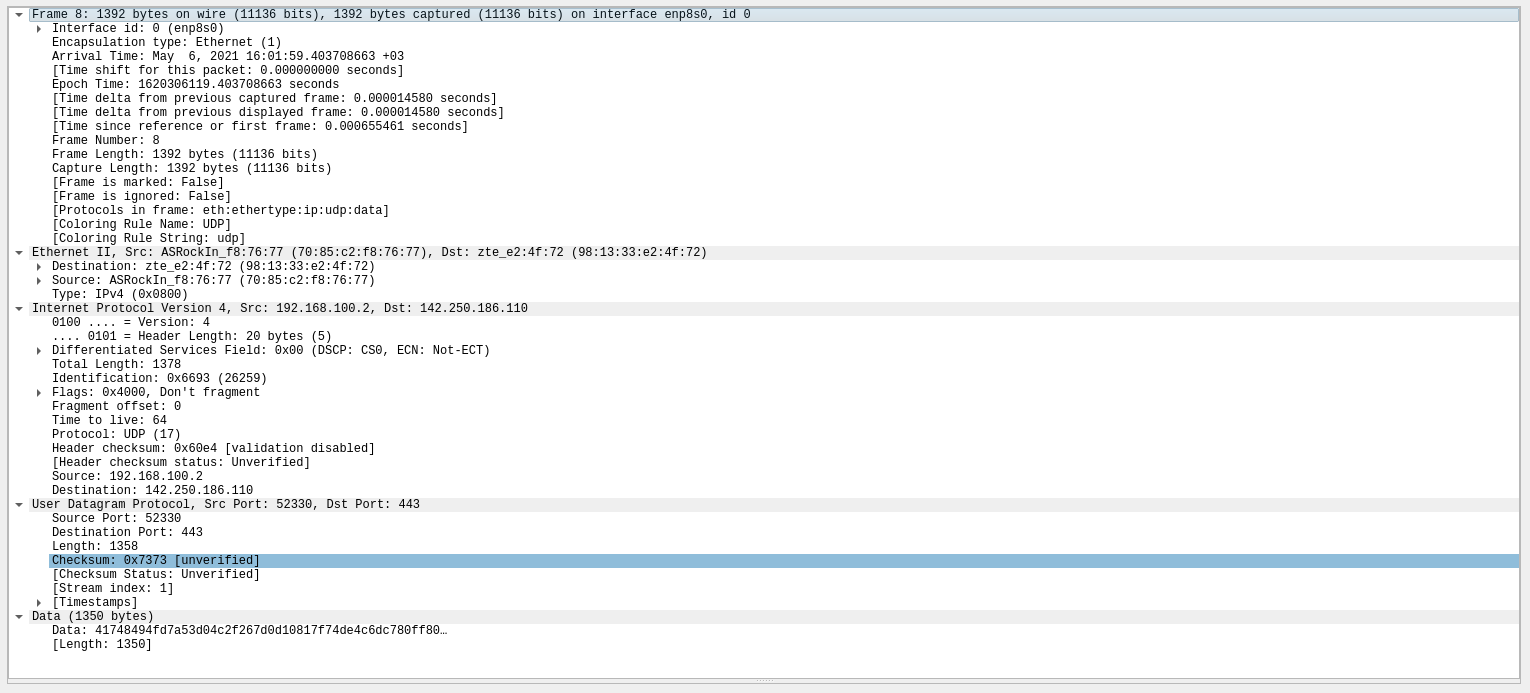 Frame 8: 1392 bytes on wire (11136 bits), 1392 bytes captured (11136 bits) on interface enp8s0, id 0
Interface id: 0 (enp8s0)
Encapsulation type: Ethernet (1)
Arrival Time: May  6, 2021 16:01:59.403708663 +03
[Time shift for this packet: 0.000000000 seconds]
Epoch Time: 1620306119.403708663 seconds
[Time delta from previous captured frame: 0.000014580 seconds]
[Time delta from previous displayed frame: 0.000014580 seconds]
[Time since reference or first frame: 0.000655461 seconds]
Frame Number: 8
Frame Length: 1392 bytes (11136 bits)
Capture Length: 1392 bytes (11136 bits)
[Frame is marked: False]
[Frame is ignored: False]
[Protocols in frame: eth:ethertype:ip:udp:data]
[Coloring Rule Name: UDP]
[Coloring Rule String: udp]
Ethernet II, Src: ASRockIn_f8:76:77 (70:85:c2:f8:76:77), Dst: zte_e2:4f:72 (98:13:33:e2:4f:72)
Destination: zte_e2:4f:72 (98:13:33:e2:4f:72)
Source: ASRockIn_f8:76:77 (70:85:c2:f8:76:77)
Type: IPv4 (0x0800)
Internet Protocol Version 4, Src: 192.168.100.2, Dst: 142.250.186.110
0100 .... = Version: 4
.... 0101 = Header Length: 20 bytes (5)
Differentiated Services Field: 0x00 (DSCP: CS0, ECN: Not-ECT)
Total Length: 1378
Identification: 0x6693 (26259)
Flags: 0x4000, Don't fragment
Fragment offset: 0
Time to live: 64
Protocol: UDP (17)
Header checksum: 0x60e4 [validation disabled]
[Header checksum status: Unverified]
Source: 192.168.100.2
Destination: 142.250.186.110
User Datagram Protocol, Src Port: 52330, Dst Port: 443
Source Port: 52330
Destination Port: 443
Length: 1358
Checksum: 0x7373 [unverified]
[Checksum Status: Unverified]
[Stream index: 1]
[Timestamps]
Data (1350 bytes)
Data: 41748494fd7a53d04c2f267d0d10817f74de4c6dc780ff80…
[Length: 1350]